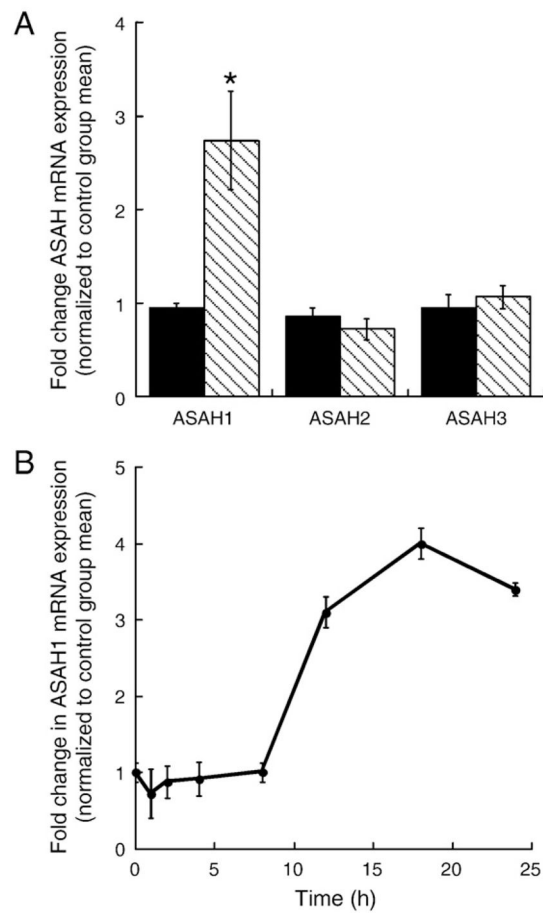 A
Fold change ASAH mRNA expression
(normalized to control group mean)
4
3
2
1
0
*
ASAH1 ASAH2 ASAH3
B
Fold change in ASAH1 mRNA expression
(normalized to control group mean)
5
4
3
2
1
0
0 5 10 15 20 25
Time (h)